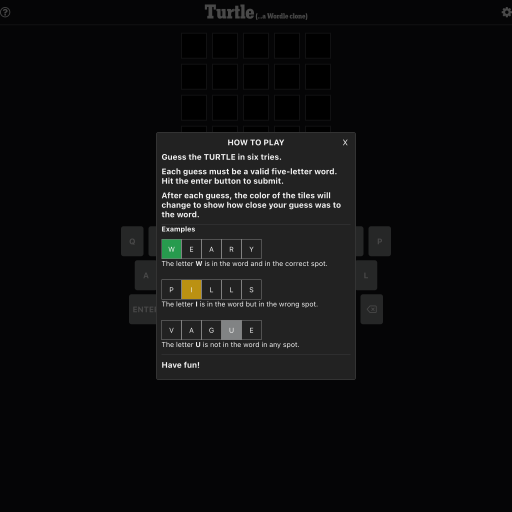 ?
Turtle (...a Wordle clone)
HOW TO PLAY X
Guess the TURTLE in six tries.
Each guess must be a valid five-letter word.
Hit the enter button to submit.
After each guess, the color of the tiles will
change to show how close your guess was to
the word.
Examples
W E A R Y
The letter W is in the word and in the correct spot.
P I L L S
The letter I is in the word but in the wrong spot.
V A G U E
The letter U is not in the word in any spot.
Have fun!
Q P
A L
ENTER